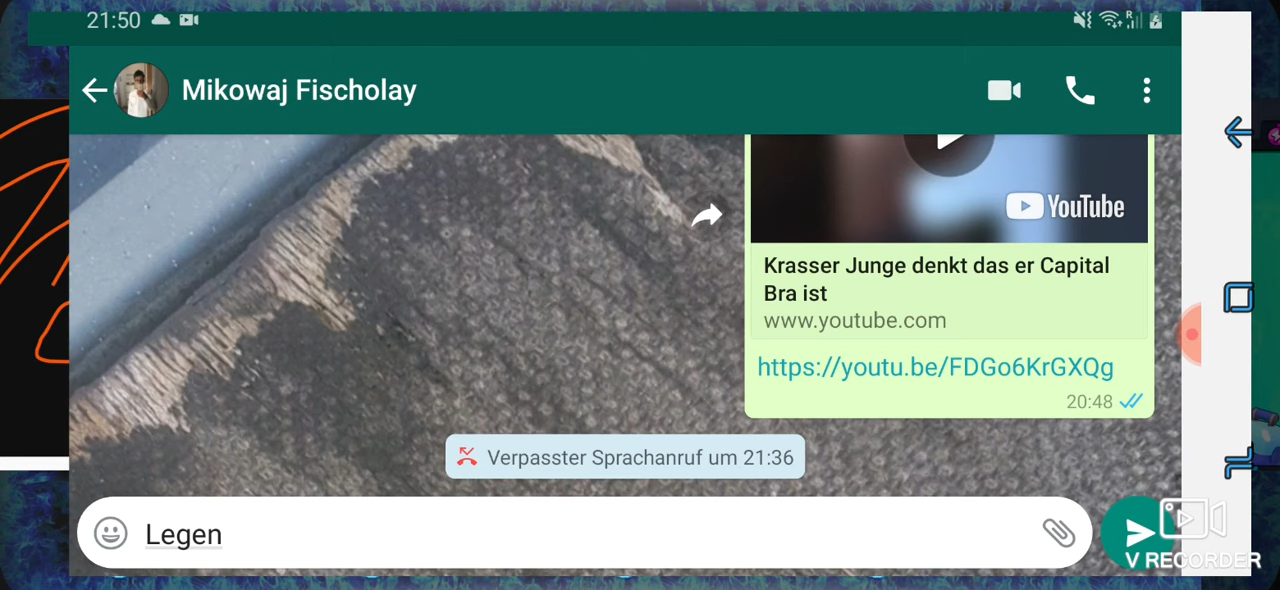 21:50
R
Mikowaj Fischolay
YouTube
Krasser Junge denkt das er Capital
Bra ist
www.youtube.com
https://youtu.be/FDGo6KrGXQg
20:48
Verpasster Sprachanruf um 21:36
Legen
V RECORDER